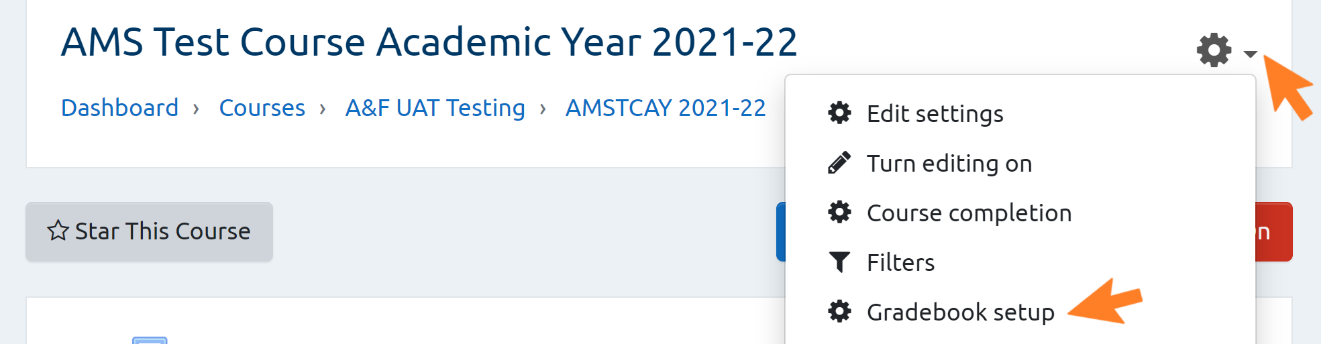 AMS Test Course Academic Year 2021-22
Dashboard › Courses › A&F UAT Testing › AMSTCAY 2021-22
Edit settings
Turn editing on
Course completion
Filters
Gradebook setup
Star This Course